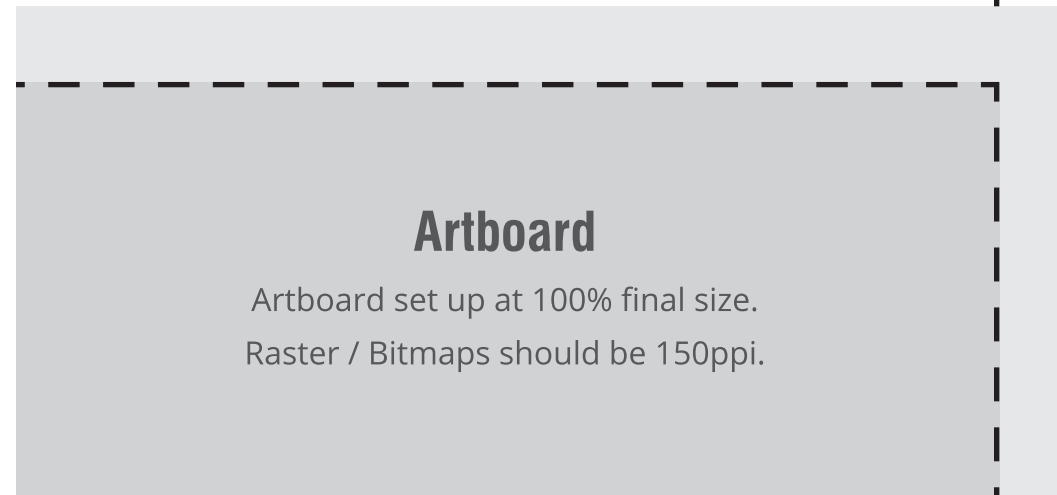 Artboard
Artboard set up at 100% final size.
Raster / Bitmaps should be 150ppi.